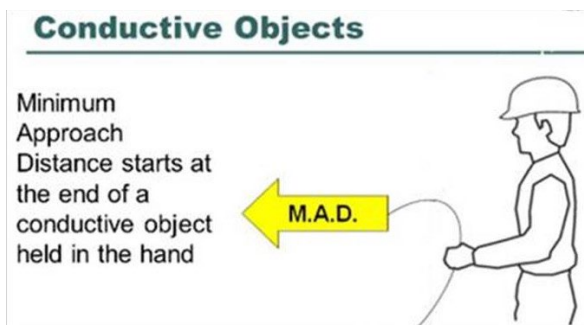 Conductive Objects
Minimum
Approach
Distance starts at
the end of a
conductive object
held in the hand
M.A.D.